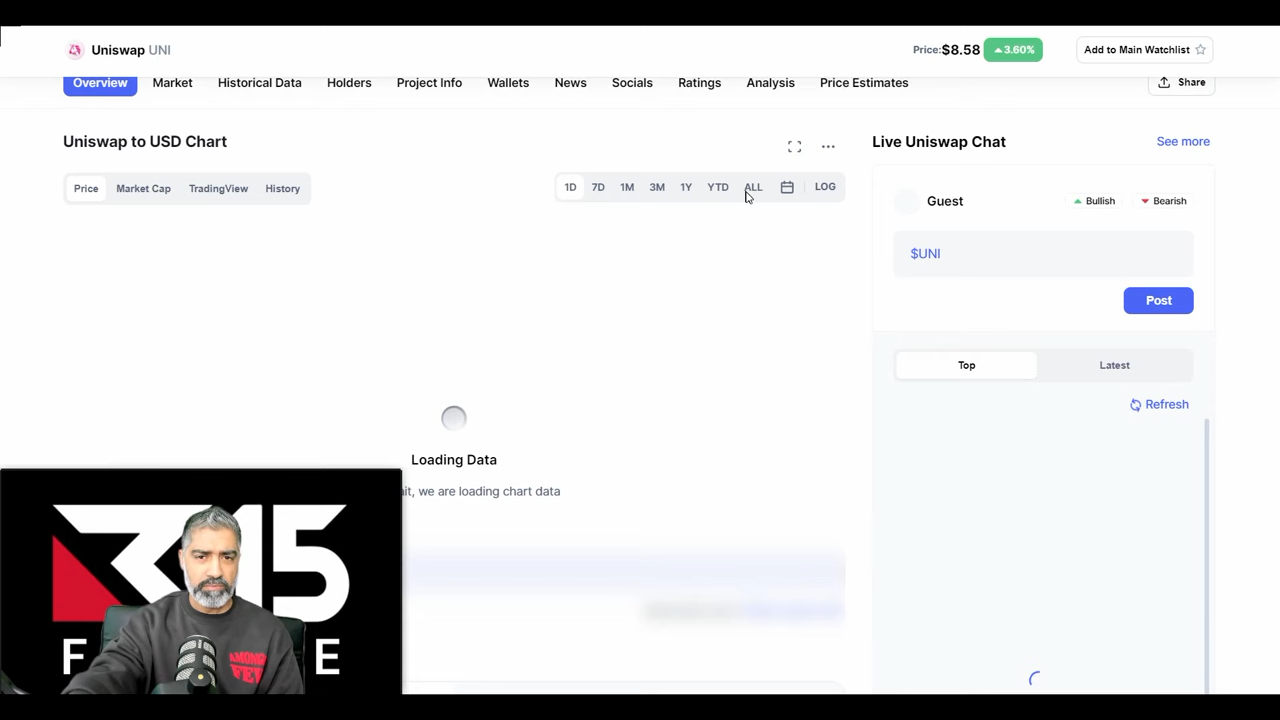 Uniswap UNI
Price:$8.58 3.60%
Add to Main Watchlist
Overview Market Historical Data Holders Project Info Wallets News Socials Ratings Analysis Price Estimates
Share
Uniswap to USD Chart
Price Market Cap TradingView History
1D 7D 1M 3M 1Y YTD ALL LOG
Loading Data
we are loading chart data
Live Uniswap Chat
See more
Guest
Bullish Bearish
$UNI
Post
Top Latest
Refresh
315
F E
AMONG
FEW